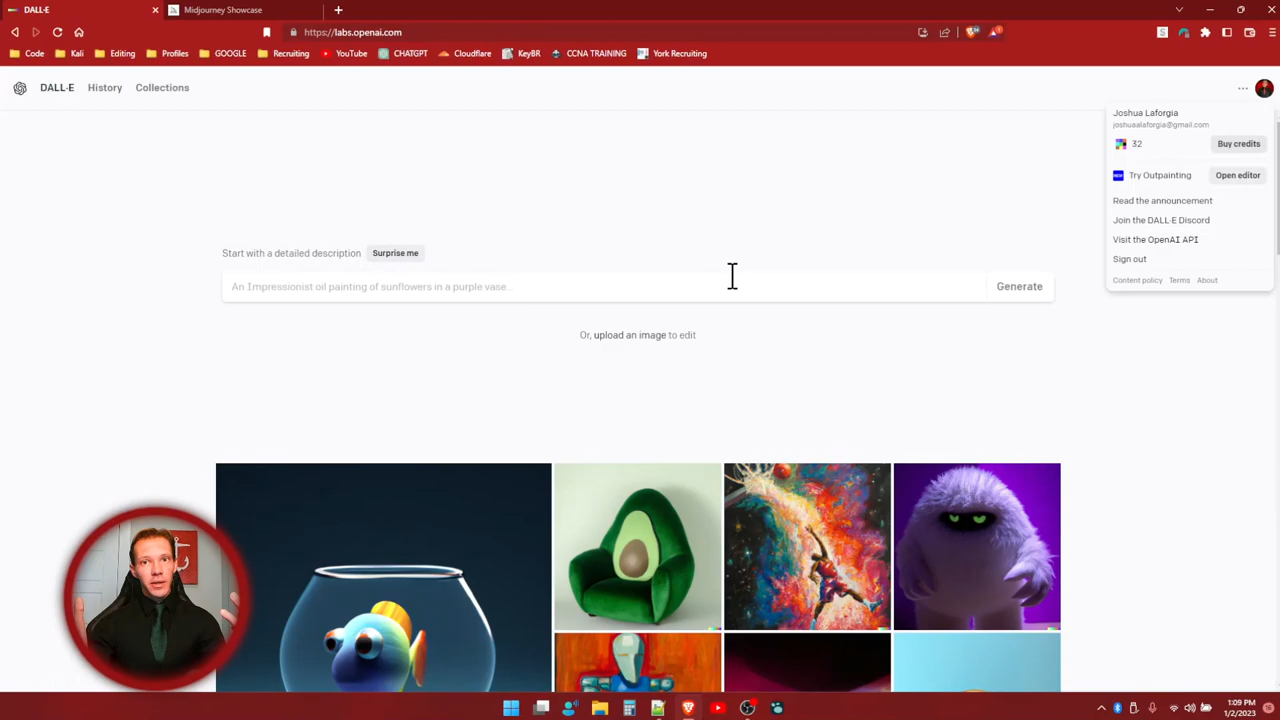 DALL·E
Midjourney Showcase
https://labs.openai.com
Code
Kali
Editing
Profiles
GOOGLE
Recruiting
YouTube
CHATGPT
Cloudflare
KeyBR
CCNA TRAINING
York Recruiting
DALL·E
History
Collections
Joshua Laforgia
joshuaalaforgia@gmail.com
32
Buy credits
Try Outpainting
Open editor
Read the announcement
Join the DALL·E Discord
Visit the OpenAI API
Sign out
Content policy Terms About
Start with a detailed description
Surprise me
An Impressionist oil painting of sunflowers in a purple vase…
Generate
Or, upload an image to edit
1:09 PM
1/2/2023